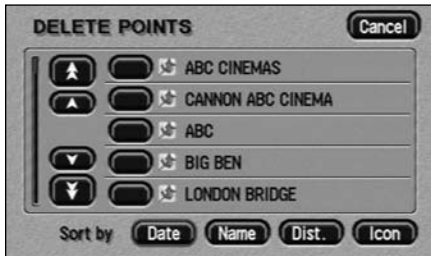 DELETE POINTS
Cancel
ABC CINEMAS
CANNON ABC CINEMA
ABC
BIG BEN
LONDON BRIDGE
Sort by Date Name Dist. Icon